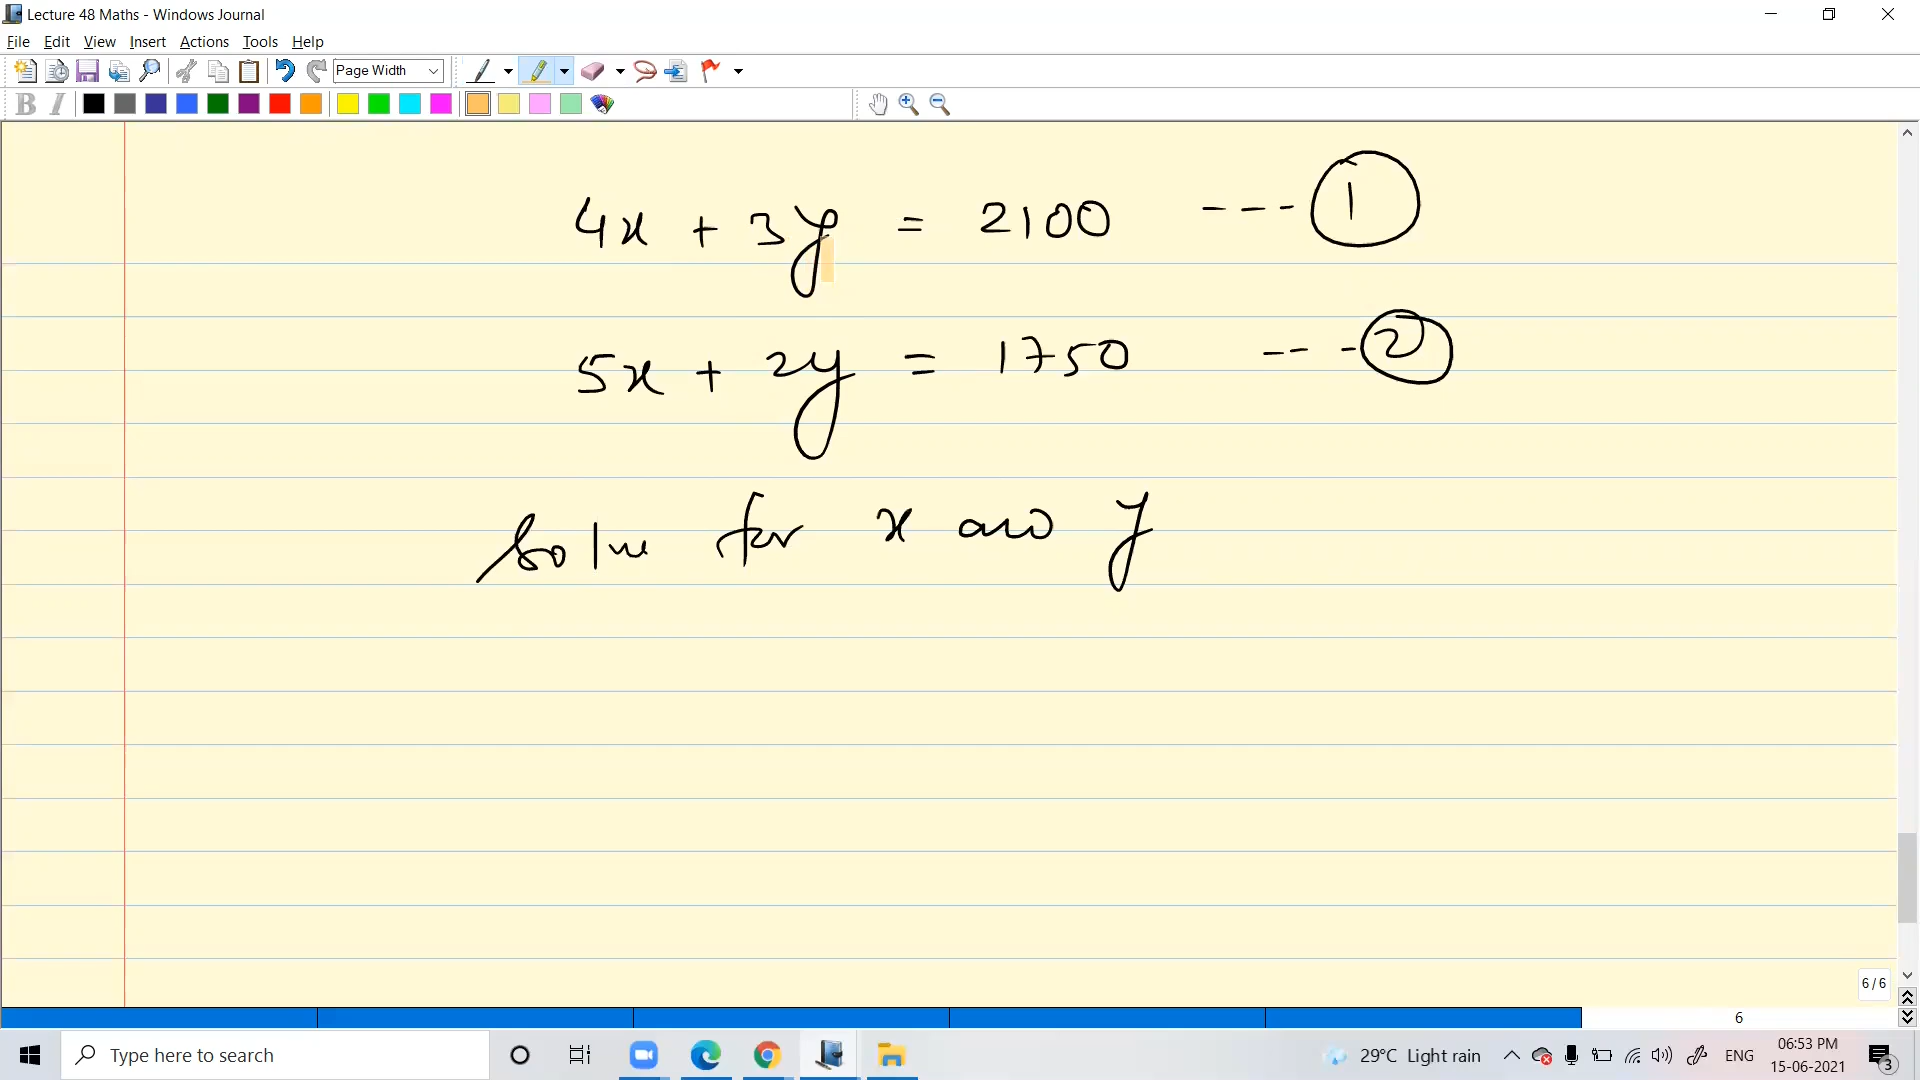 Lecture 48 Maths - Windows Journal
File Edit View Insert Actions Tools Help
Page Width
B I
4x + 3y = 2100 ---- 1
5x + 2y = 1750 --- 2
Solve for x and y
6 / 6
6
Type here to search
29°C Light rain
ENG
06:53 PM
15-06-2021
3